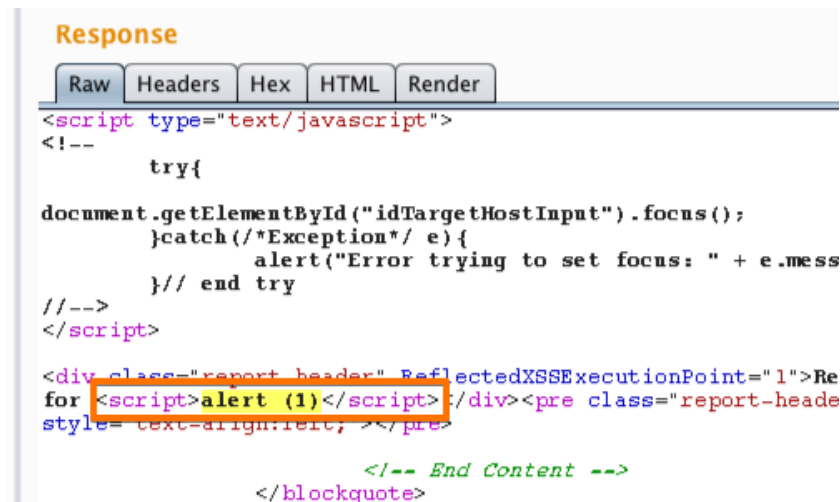 Response
Raw Headers Hex HTML Render
<script type="text/javascript">
<!--
try{
document.getElementById("idTargetHostInput").focus();
}catch(/*Exception*/ e){
alert("Error trying to set focus: " + e.mess
}// end try
//-->
</script>
<div class="report_header" ReflectedXSSExecutionPoint="1">Re
for <script>alert (1)</script></div><pre class="report-heade
style="text-align:left;"></pre>
<!-- End Content -->
</blockquote>